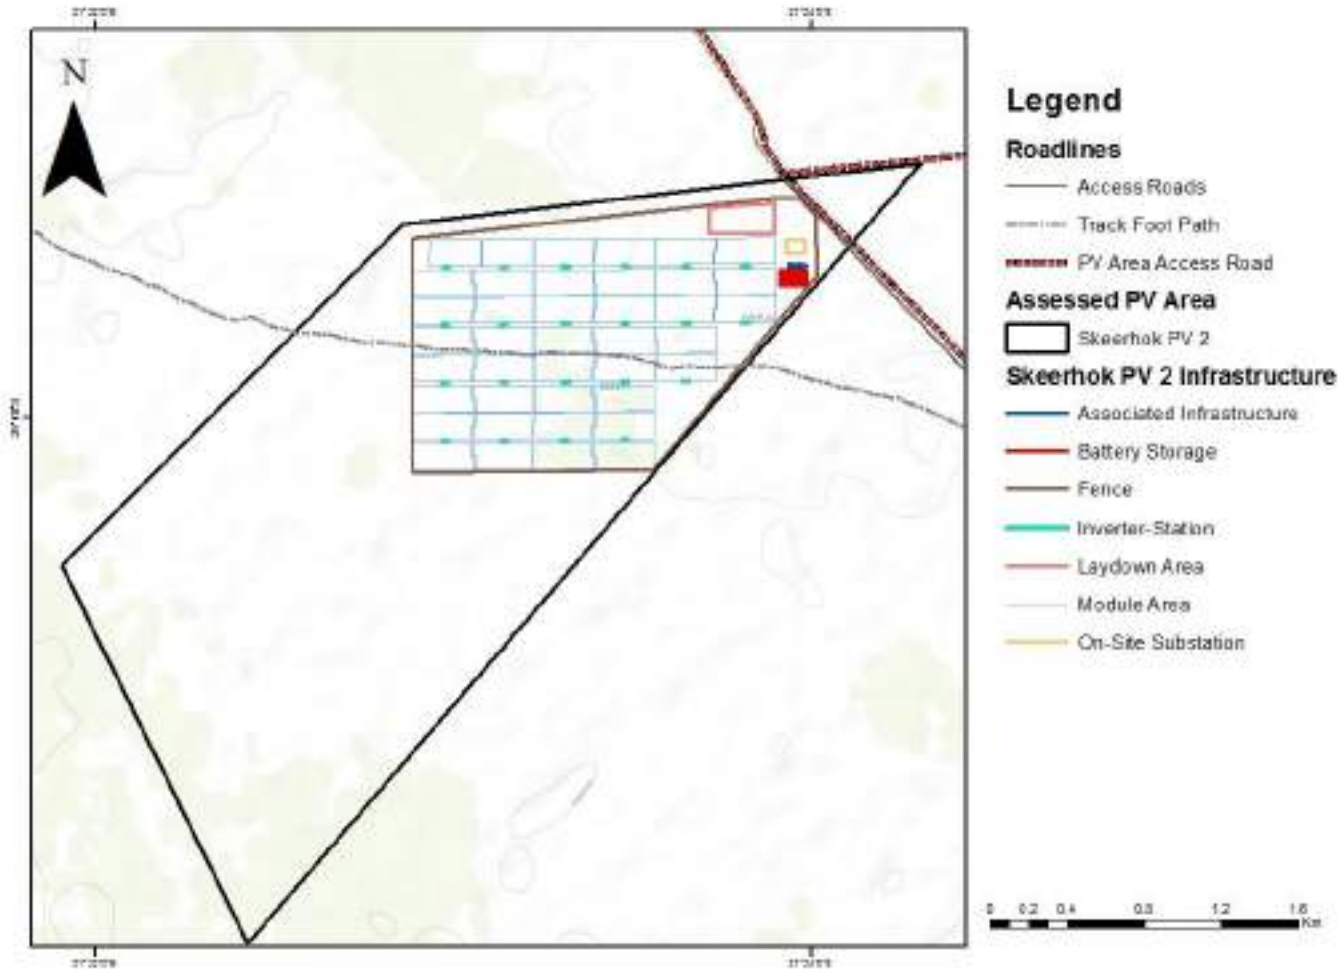 N
Legend
Roadlines
Access Roads
Track Foot Path
PV Area Access Road
Assessed PV Area
Skeerhok PV 2
Skeerhok PV 2 Infrastructure
Associated Infrastructure
Battery Storage
Fence
Inverter-Station
Laydown Area
Module Area
On-Site Substation
0 0.2 0.4 0.8 1.2 1.6
Km